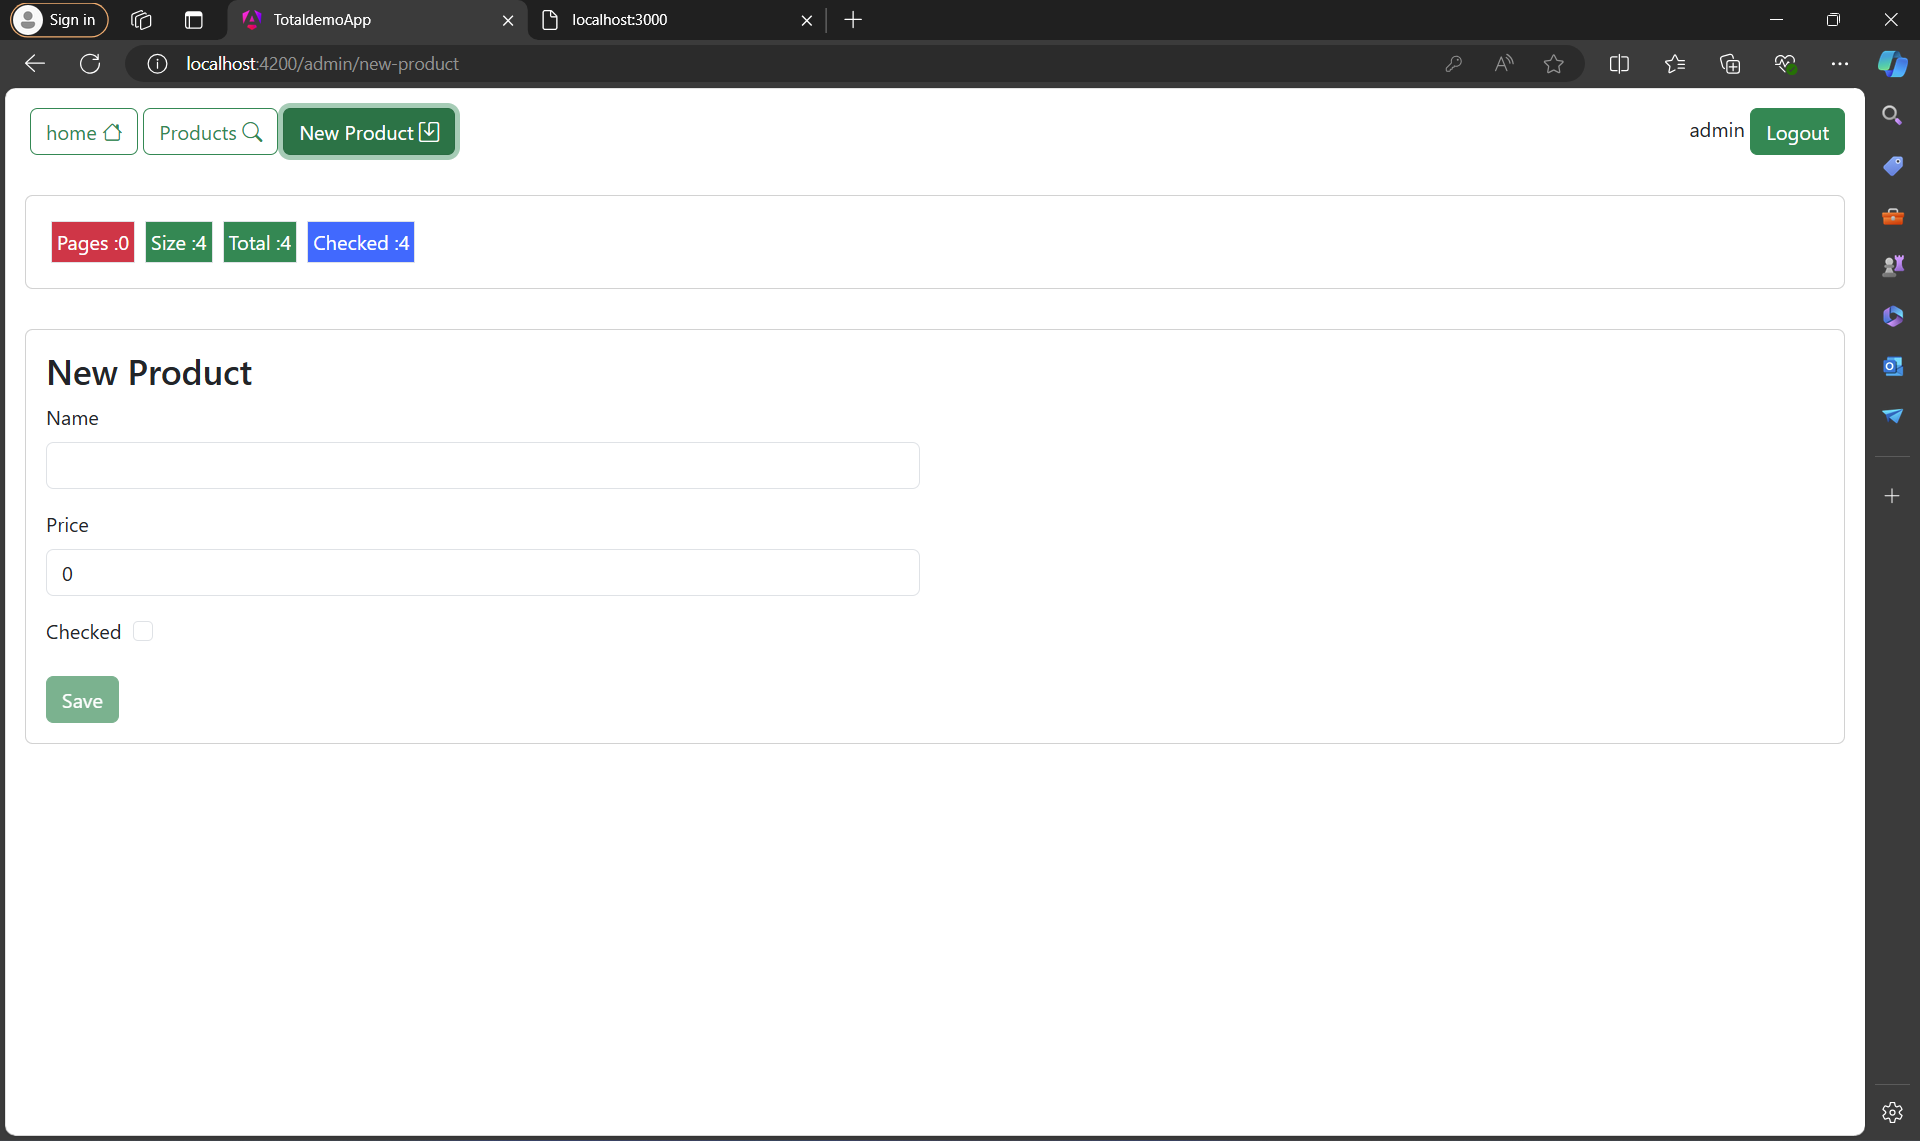 Sign in
TotaldemoApp
localhost:3000
localhost:4200/admin/new-product
home
Products
New Product
admin
Logout
Pages :0
Size :4
Total :4
Checked :4
New Product
Name
Price
0
Checked
Save